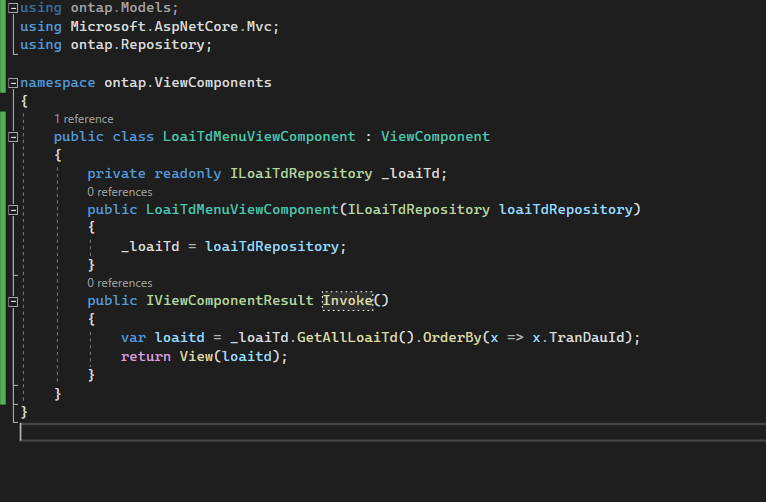 using ontap.Models;
using Microsoft.AspNetCore.Mvc;
using ontap.Repository;
namespace ontap.ViewComponents
{
1 reference
public class LoaiTdMenuViewComponent : ViewComponent
{
private readonly ILoaiTdRepository _loaiTd;
0 references
public LoaiTdMenuViewComponent(ILoaiTdRepository loaiTdRepository)
{
_loaiTd = loaiTdRepository;
}
0 references
public IViewComponentResult Invoke()
{
var loaitd = _loaiTd.GetAllLoaiTd().OrderBy(x => x.TranDauId);
return View(loaitd);
}
}
}